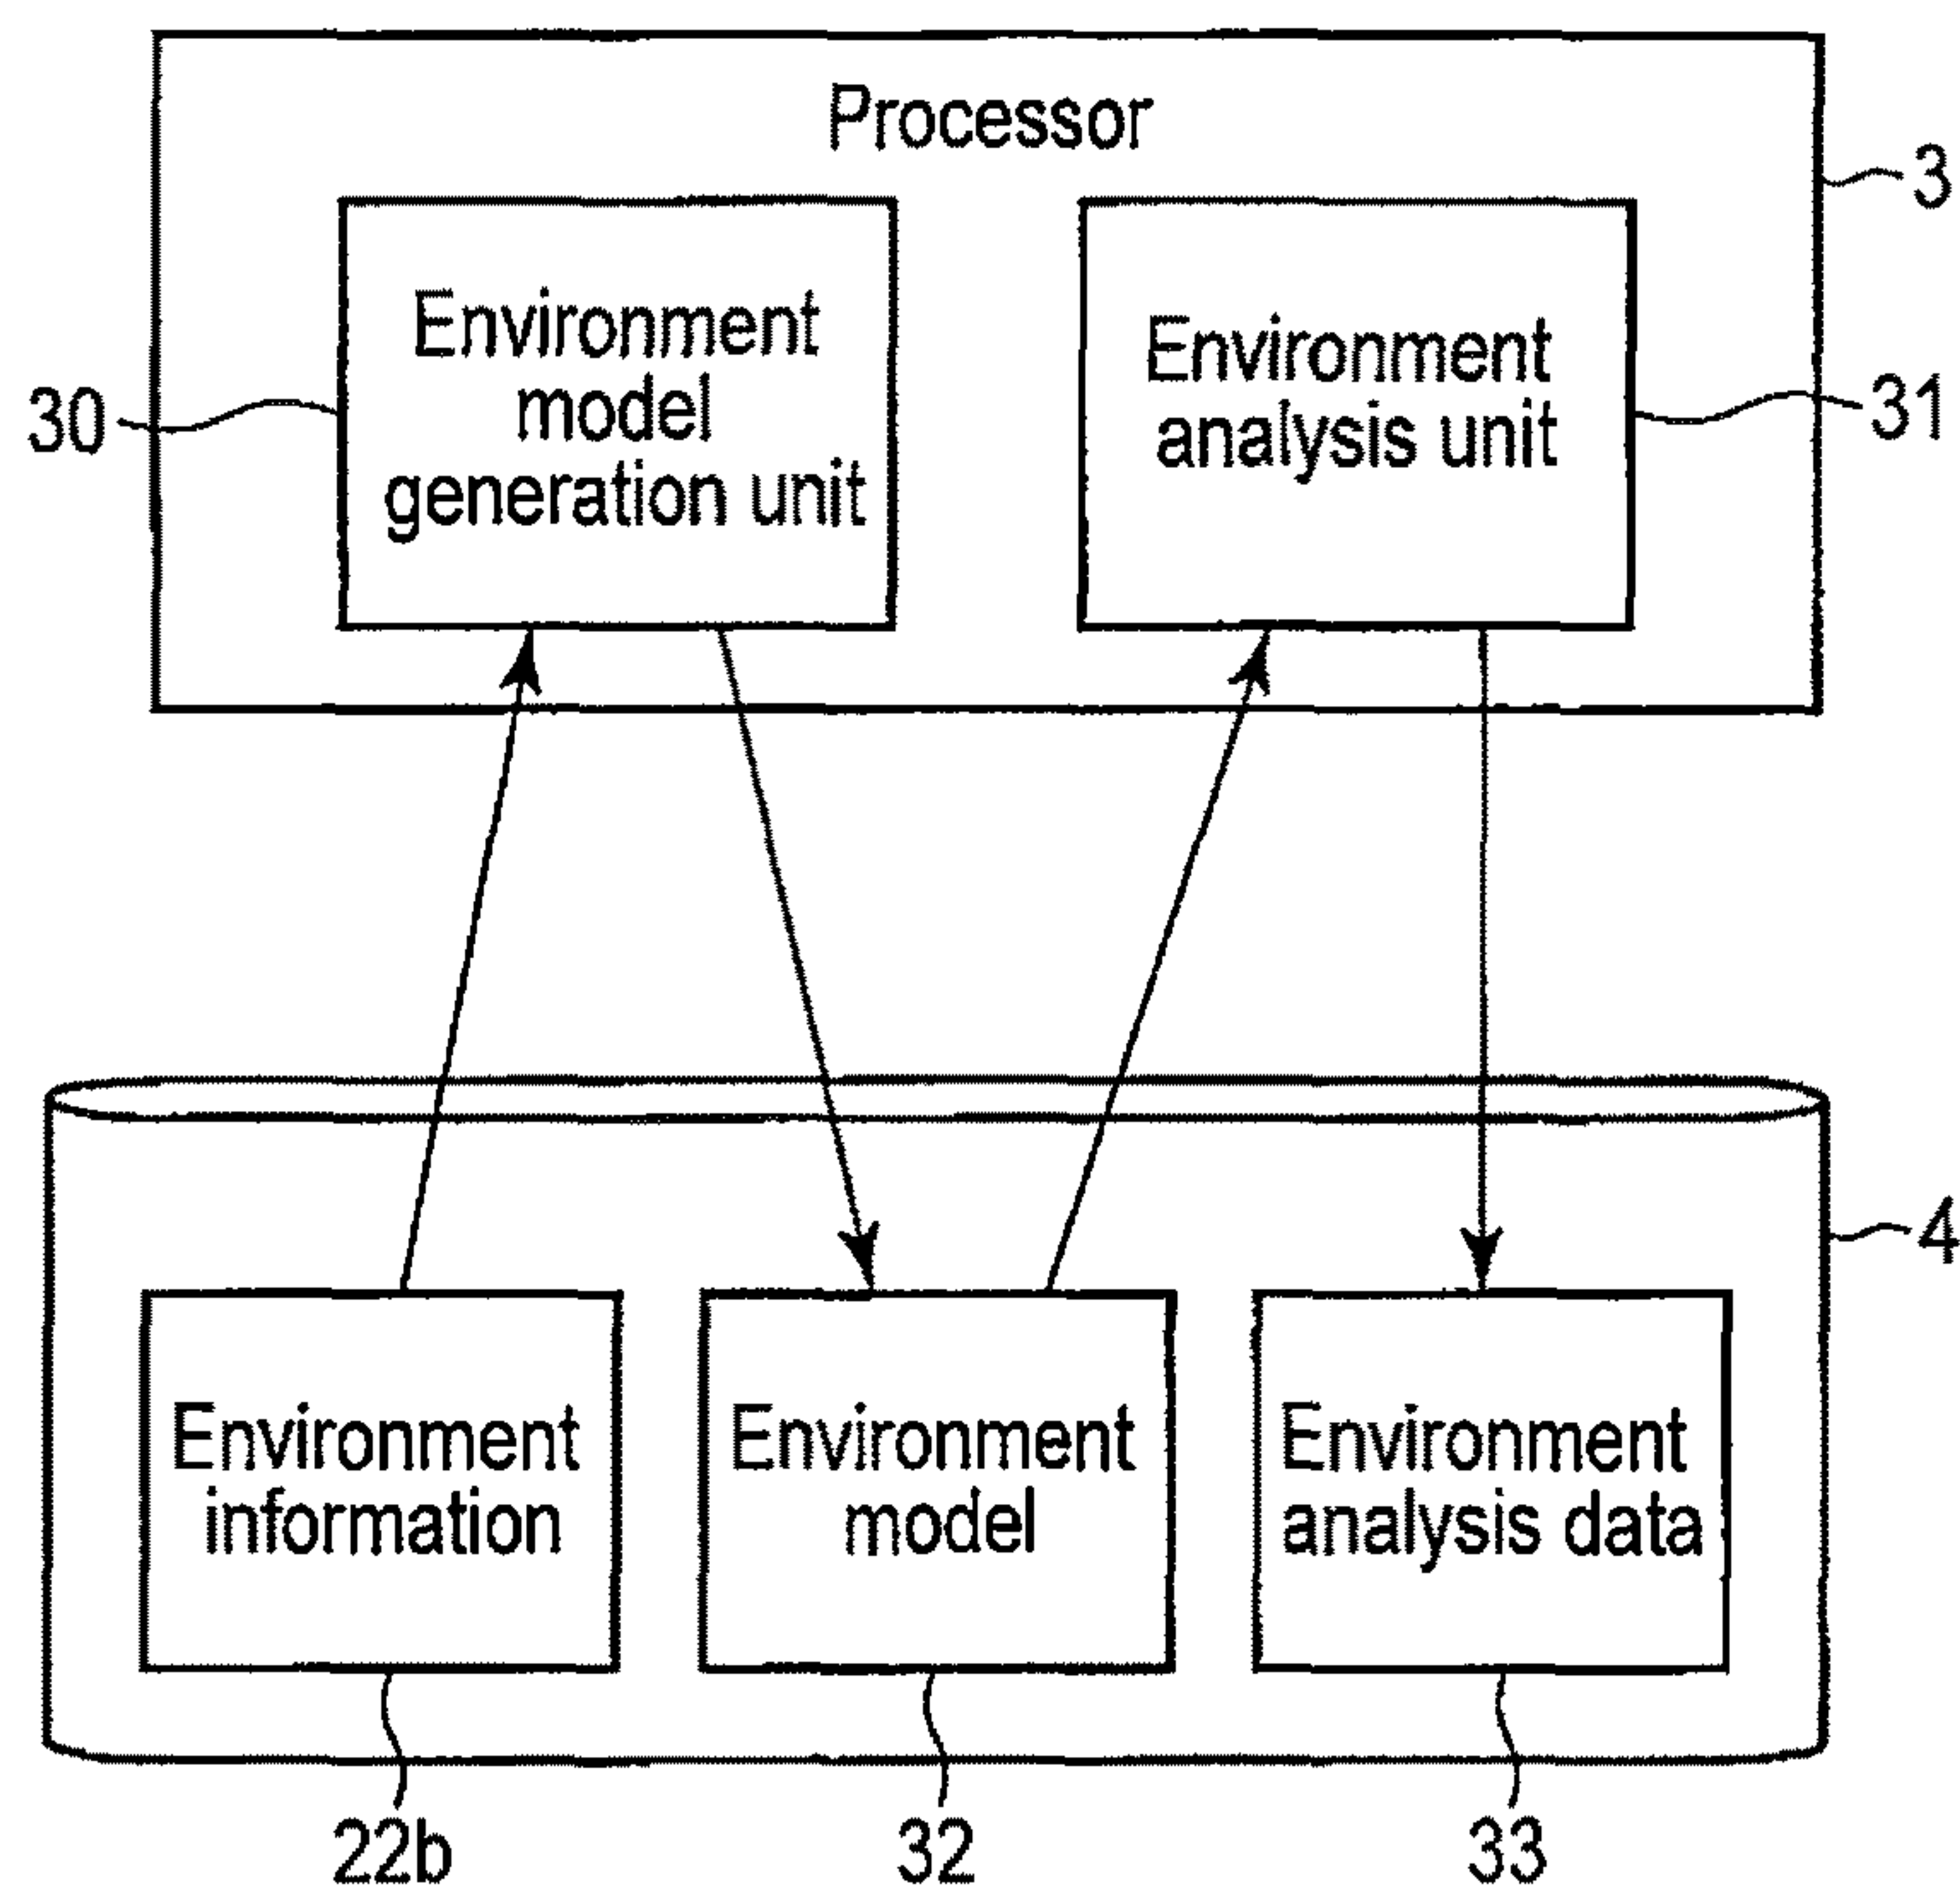 Processor
3
Environment
model
generation unit
30
Environment
analysis unit
31
4
Environment
information
Environment
model
Environment
analysis data
22b
32
33